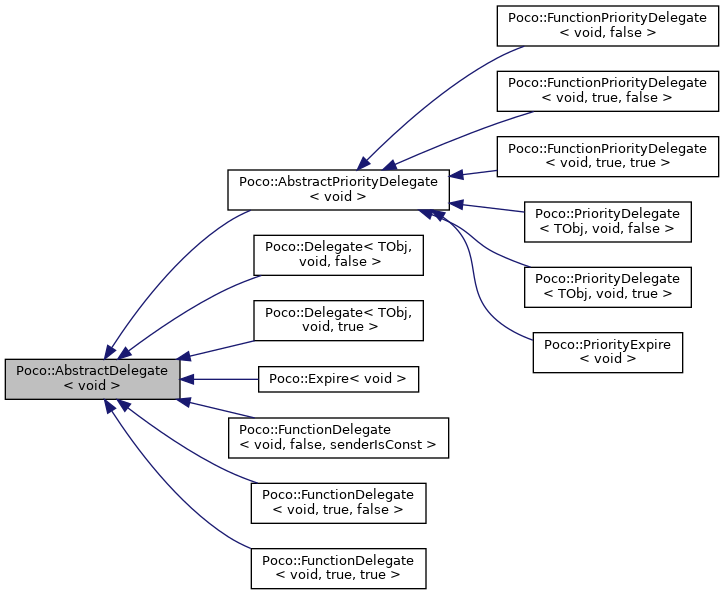 Poco::FunctionPriorityDelegate
< void, false >
Poco::FunctionPriorityDelegate
< void, true, false >
Poco::FunctionPriorityDelegate
< void, true, true >
Poco::AbstractPriorityDelegate
< void >
Poco::PriorityDelegate
< TObj, void, false >
Poco::Delegate< TObj,
void, false >
Poco::PriorityDelegate
< TObj, void, true >
Poco::Delegate< TObj,
void, true >
Poco::PriorityExpire
< void >
Poco::AbstractDelegate
< void >
Poco::Expire< void >
Poco::FunctionDelegate
< void, false, senderIsConst >
Poco::FunctionDelegate
< void, true, false >
Poco::FunctionDelegate
< void, true, true >